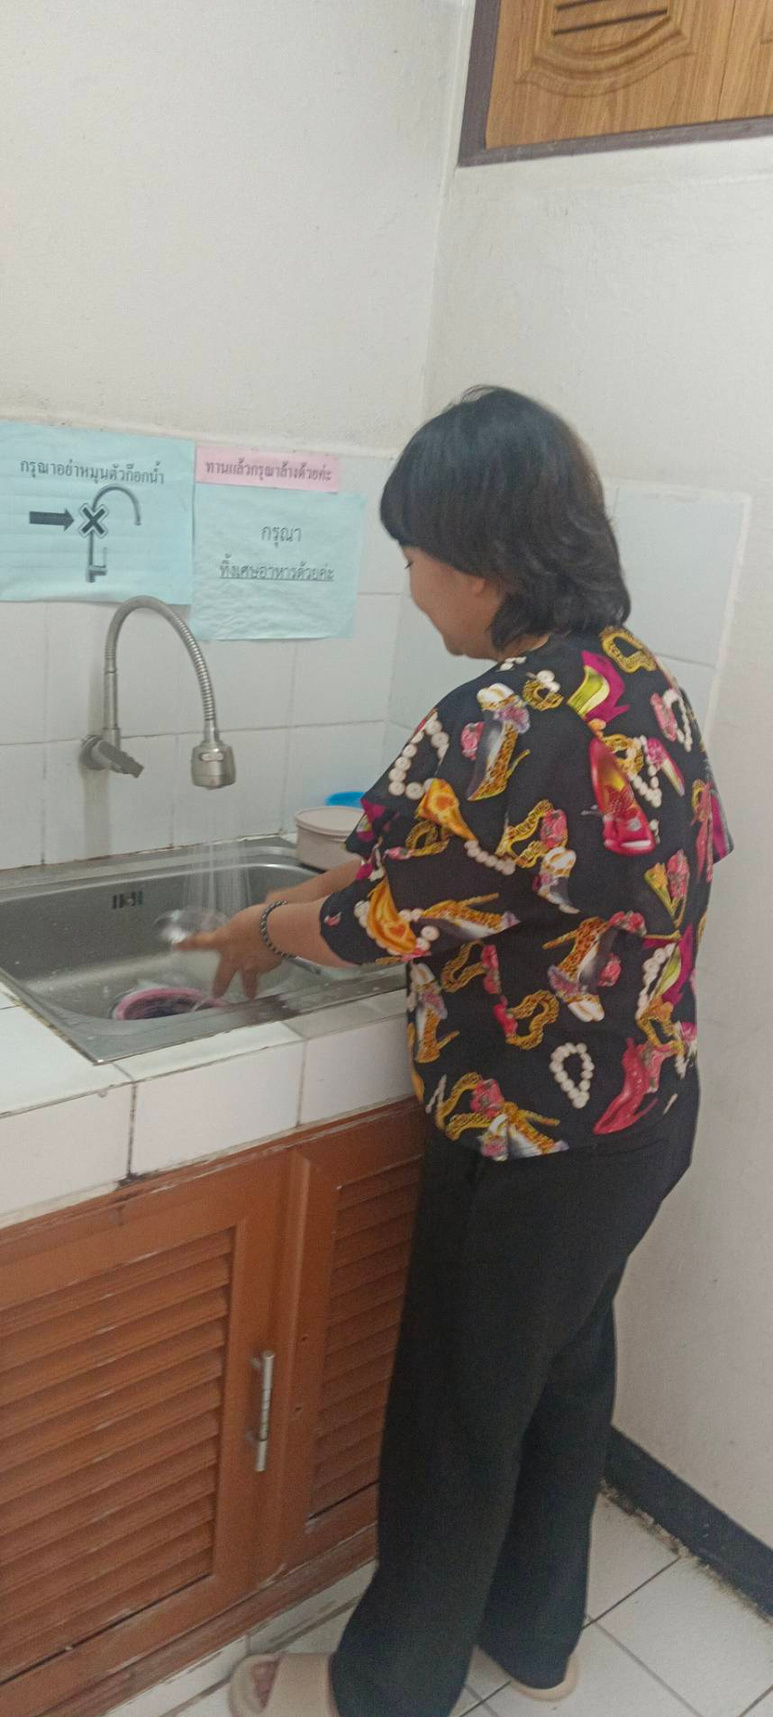 กรุณาอย่าหมุนตัวก๊อกน้ำ
ทานแล้วกรุณาล้างด้วยค่ะ
กรุณา
ทิ้งเศษอาหารด้วยค่ะ